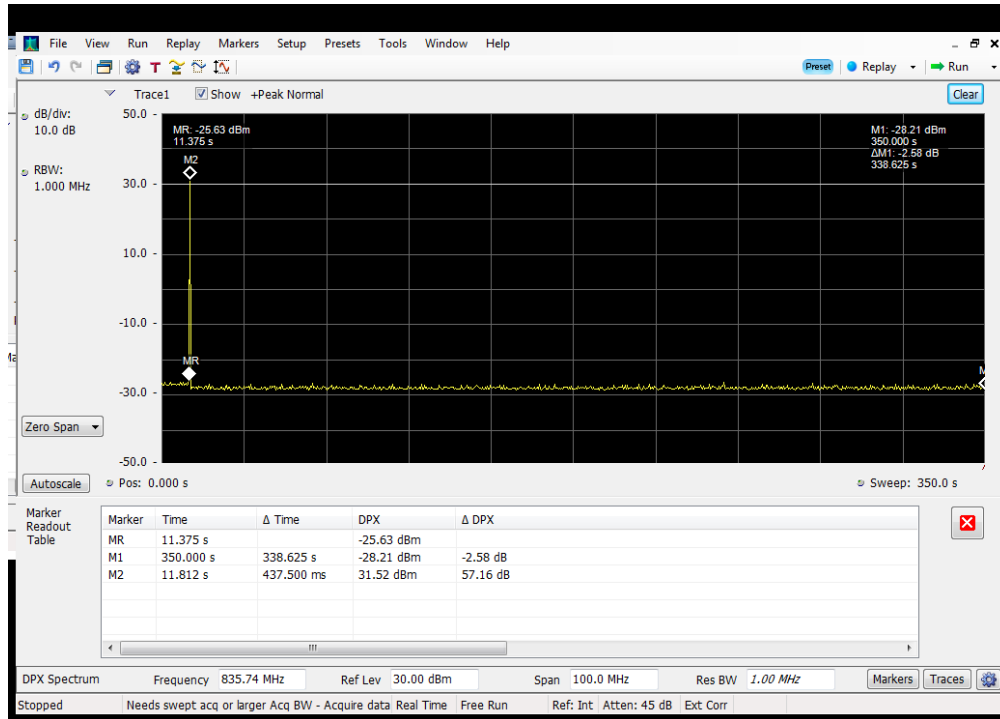 File View Run Replay Markers Setup Presets Tools Window Help
T Preset Replay Run
Trace1 Show +Peak Normal Clear
dB/div:
10.0 dB
RBW:
1.000 MHz
50.0
30.0
10.0
-10.0
-30.0
-50.0
MR: -25.63 dBm
11.375 s
M2
MR
M1: -28.21 dBm
350.000 s
ΔM1: -2.58 dB
338.625 s
Zero Span
Autoscale Pos: 0.000 s Sweep: 350.0 s
Marker
Readout
Table
Marker Time Δ Time DPX Δ DPX
MR 11.375 s -25.63 dBm
M1 350.000 s 338.625 s -28.21 dBm -2.58 dB
M2 11.812 s 437.500 ms 31.52 dBm 57.16 dB
DPX Spectrum Frequency 835.74 MHz Ref Lev 30.00 dBm Span 100.0 MHz Res BW 1.00 MHz Markers Traces
Stopped Needs swept acq or larger Acq BW - Acquire data Real Time Free Run Ref: Int Atten: 45 dB Ext Corr